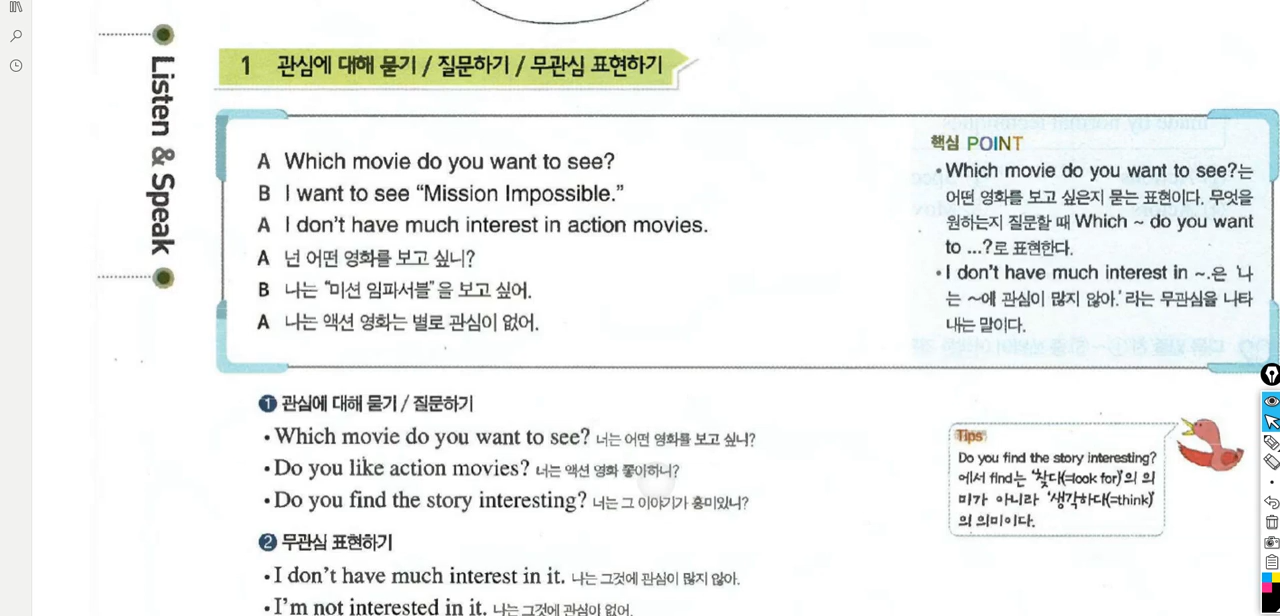 Listen & Speak
1 관심에 대해 묻기 / 질문하기 / 무관심 표현하기
A Which movie do you want to see?
B I want to see “Mission Impossible.”
A I don't have much interest in action movies.
A 넌 어떤 영화를 보고 싶니?
B 나는 “미션 임파서블”을 보고 싶어.
A 나는 액션 영화는 별로 관심이 없어.
핵심 POINT
• Which movie do you want to see?는
어떤 영화를 보고 싶은지 묻는 표현이다. 무엇을
원하는지 질문할 때 Which ~ do you want
to ...?로 표현한다.
• I don't have much interest in ~.은 '나
는 ~에 관심이 많지 않아.'라는 무관심을 나타
내는 말이다.
❶ 관심에 대해 묻기 / 질문하기
• Which movie do you want to see? 너는 어떤 영화를 보고 싶니?
• Do you like action movies? 너는 액션 영화 좋아하니?
• Do you find the story interesting? 너는 그 이야기가 흥미있니?
Tips
Do you find the story interesting?
에서 find는 '찾다(=look for)'의 의
미가 아니라 '생각하다(=think)'
의 의미이다.
❷ 무관심 표현하기
• I don't have much interest in it. 나는 그것에 관심이 많지 않아.
• I'm not interested in it. 나는 그것에 관심이 없어.